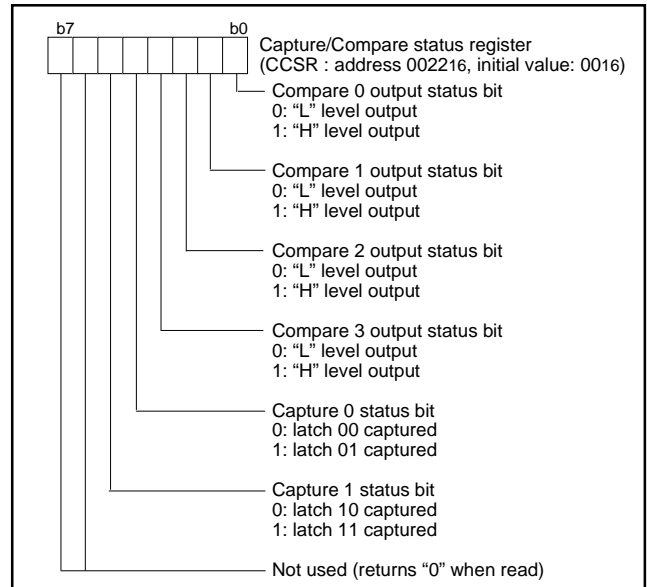 b7 b0
Capture/Compare status register
(CCSR : address 002216, initial value: 0016)
Compare 0 output status bit
0: “L” level output
1: “H” level output
Compare 1 output status bit
0: “L” level output
1: “H” level output
Compare 2 output status bit
0: “L” level output
1: “H” level output
Compare 3 output status bit
0: “L” level output
1: “H” level output
Capture 0 status bit
0: latch 00 captured
1: latch 01 captured
Capture 1 status bit
0: latch 10 captured
1: latch 11 captured
Not used (returns “0” when read)